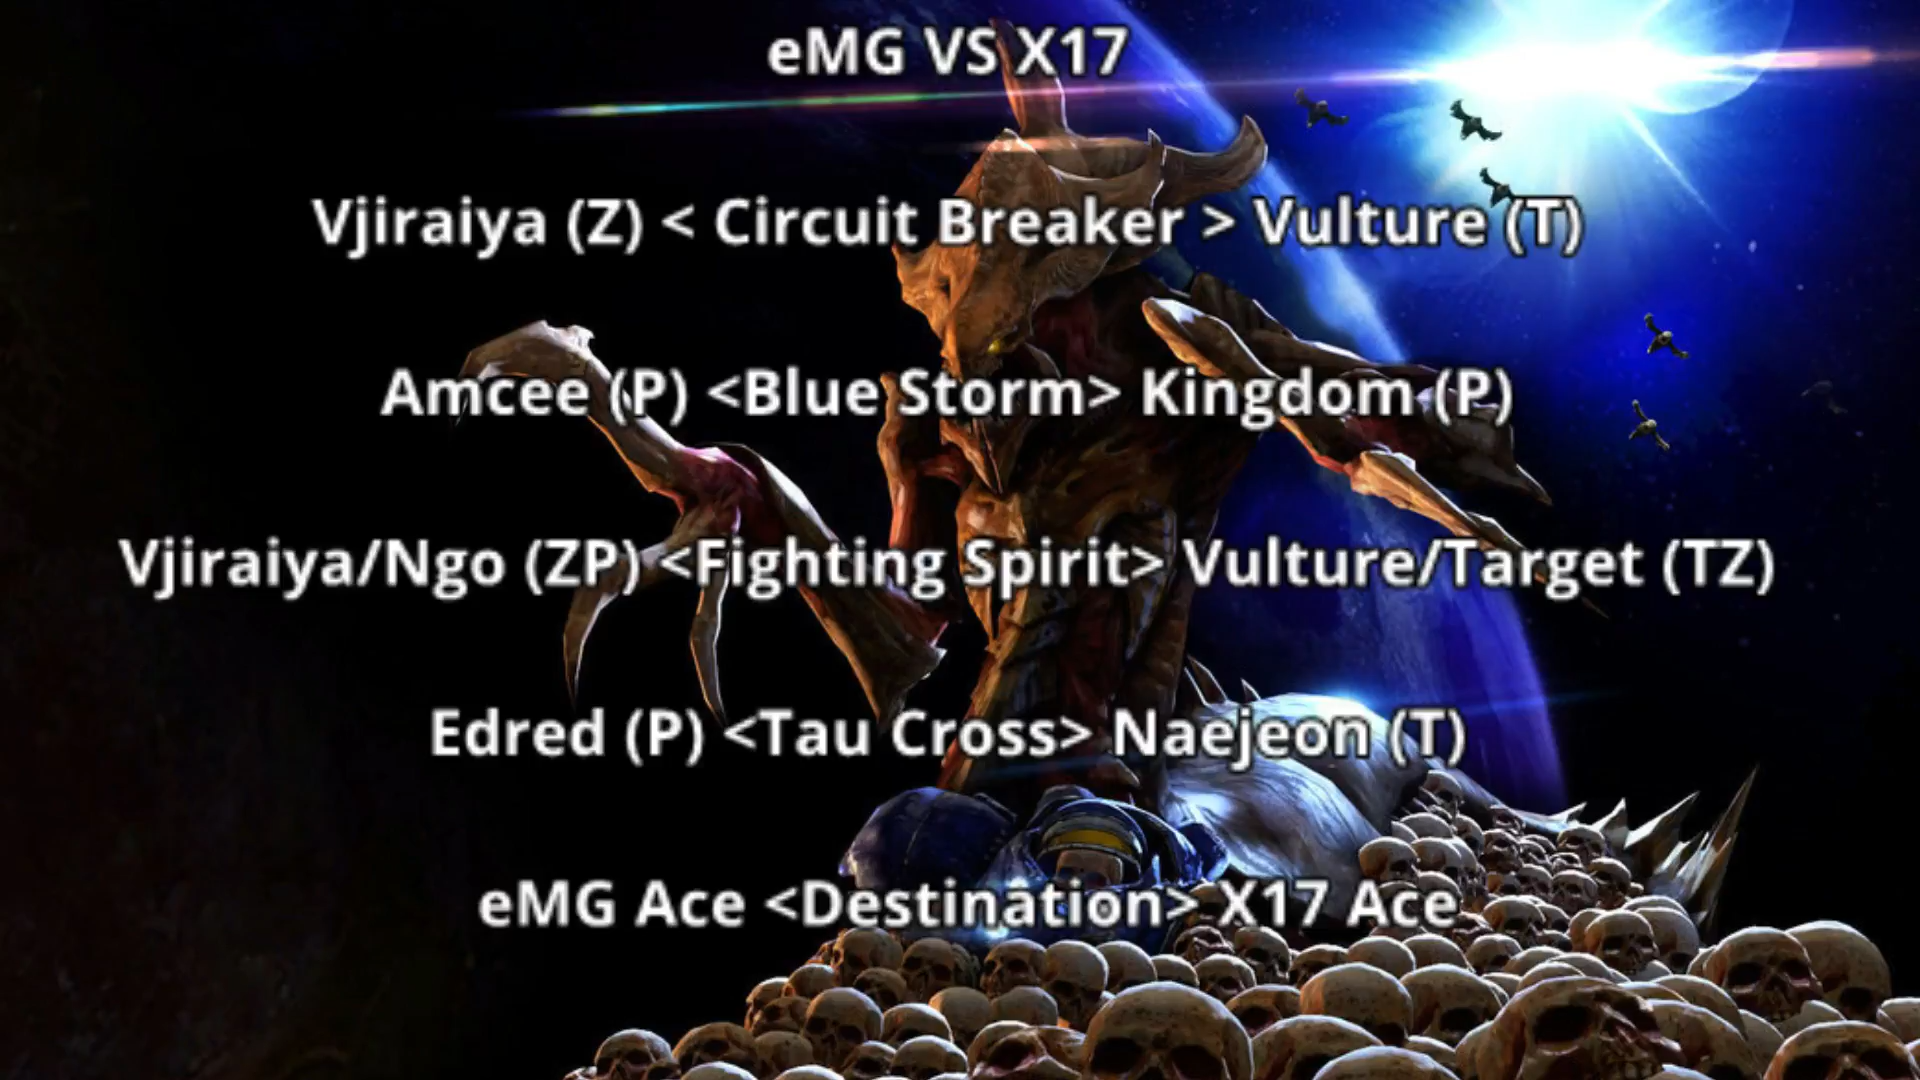 eMG VS X17
Vjiraiya (Z) < Circuit Breaker > Vulture (T)
Amcee (P) <Blue Storm> Kingdom (P)
Vjiraiya/Ngo (ZP) <Fighting Spirit> Vulture/Target (TZ)
Edred (P) <Tau Cross> Naejeon (T)
eMG Ace <Destination> X17 Ace